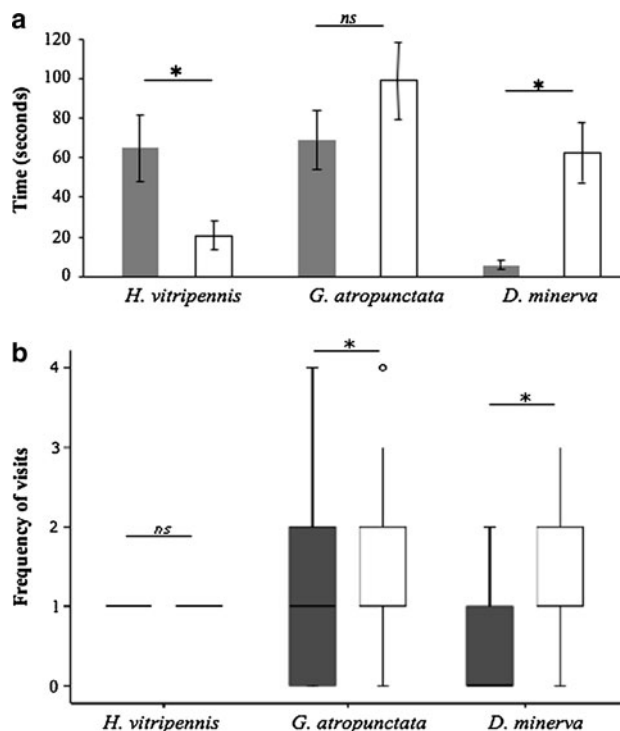 a
ns
*
*
120
100
80
60
40
20
0
Time (seconds)
H. vitripennis
G. atropunctata
D. minerva
b
*
*
ns
4
3
2
1
0
Frequency of visits
H. vitripennis
G. atropunctata
D. minerva